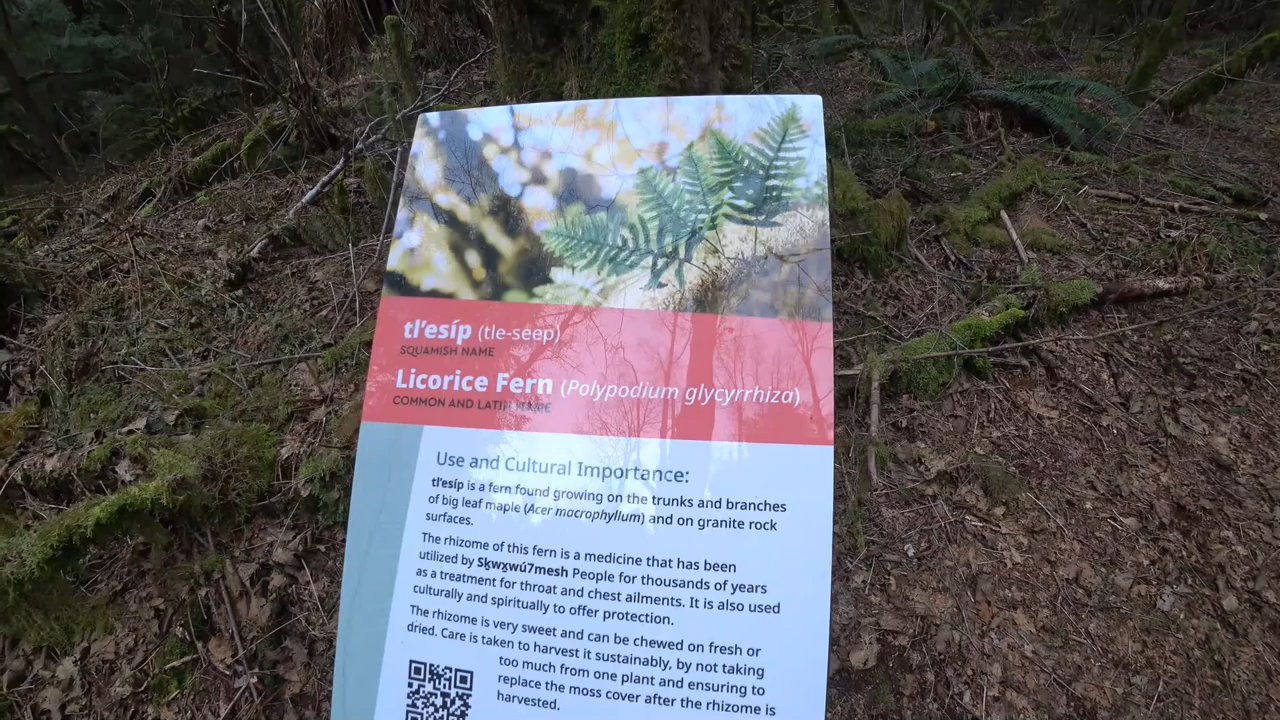 tl'esíp (tle-seep)
SQUAMISH NAME
Licorice Fern (Polypodium glycyrrhiza)
COMMON AND LATIN NAME
Use and Cultural Importance:
tl'esíp is a fern found growing on the trunks and branches
of big leaf maple (Acer macrophyllum) and on granite rock
surfaces.
The rhizome of this fern is a medicine that has been
utilized by Sḵwx̱wú7mesh People for thousands of years
as a treatment for throat and chest ailments. It is also used
culturally and spiritually to offer protection.
The rhizome is very sweet and can be chewed on fresh or
dried. Care is taken to harvest it sustainably, by not taking
too much from one plant and ensuring to
replace the moss cover after the rhizome is
harvested.